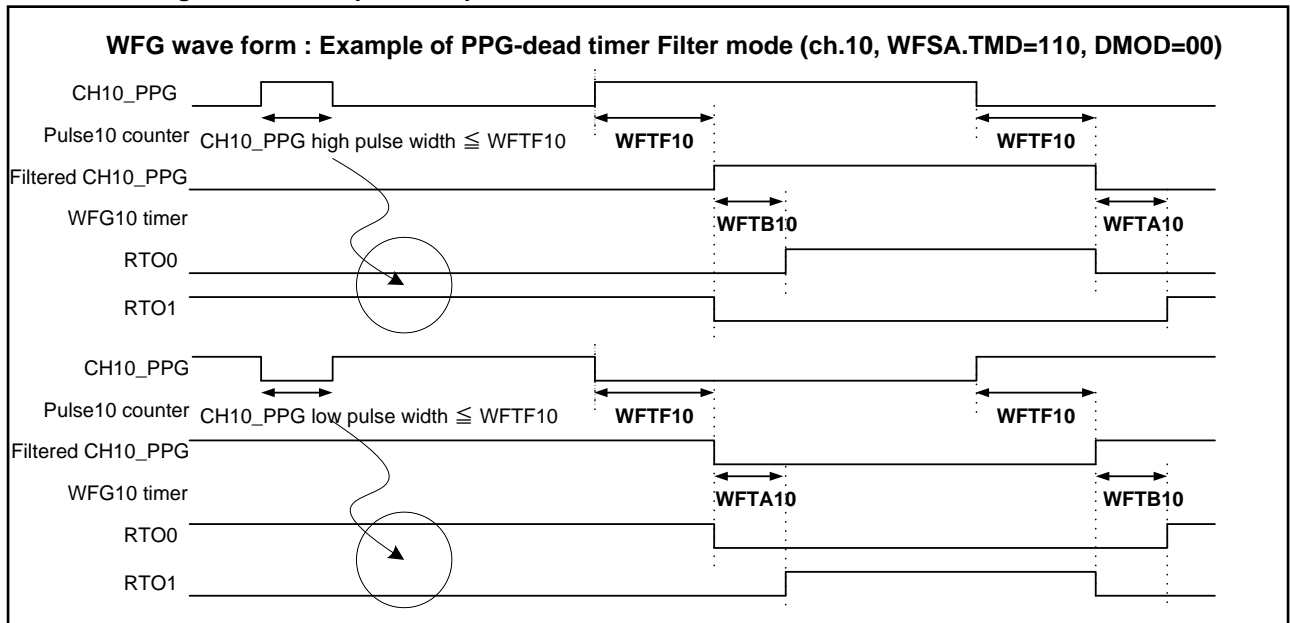 WFG wave form : Example of PPG-dead timer Filter mode (ch.10, WFSA.TMD=110, DMOD=00)
CH10_PPG
Pulse10 counter CH10_PPG high pulse width ≦ WFTF10 WFTF10 WFTF10
Filtered CH10_PPG
WFG10 timer WFTB10 WFTA10
RTO0
RTO1
CH10_PPG
Pulse10 counter CH10_PPG low pulse width ≦ WFTF10 WFTF10 WFTF10
Filtered CH10_PPG
WFG10 timer WFTA10 WFTB10
RTO0
RTO1